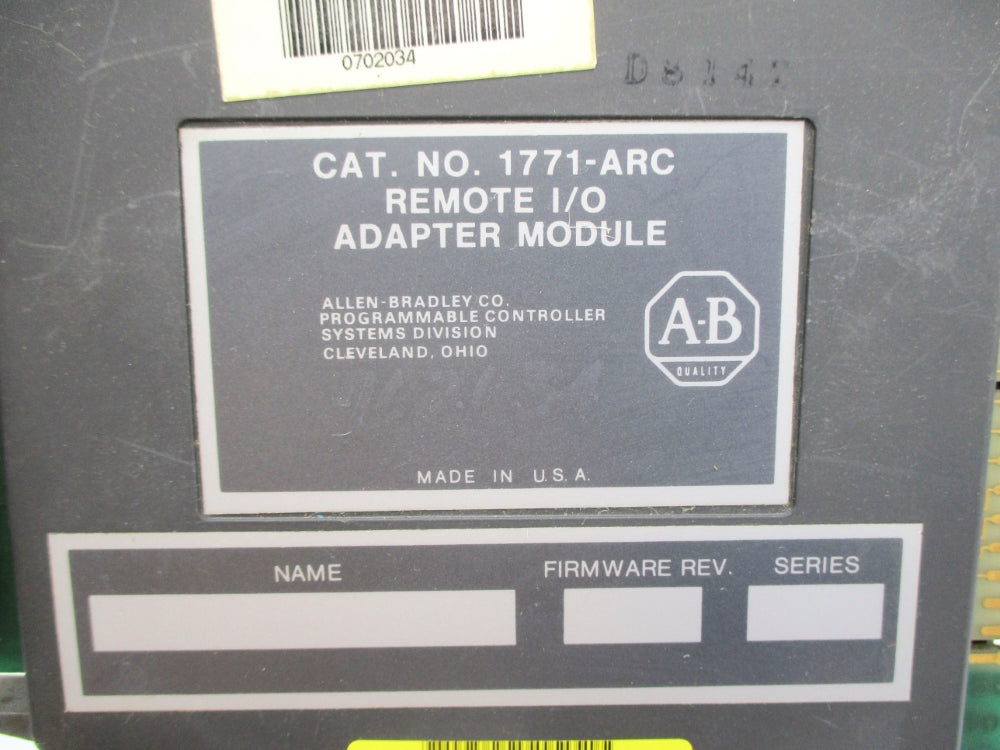 0702034
CAT. NO. 1771-ARC
REMOTE I/O
ADAPTER MODULE
ALLEN-BRADLEY CO.
PROGRAMMABLE CONTROLLER
SYSTEMS DIVISION
CLEVELAND, OHIO
A-B
QUALITY
MADE IN U.S.A.
NAME
FIRMWARE REV.
SERIES